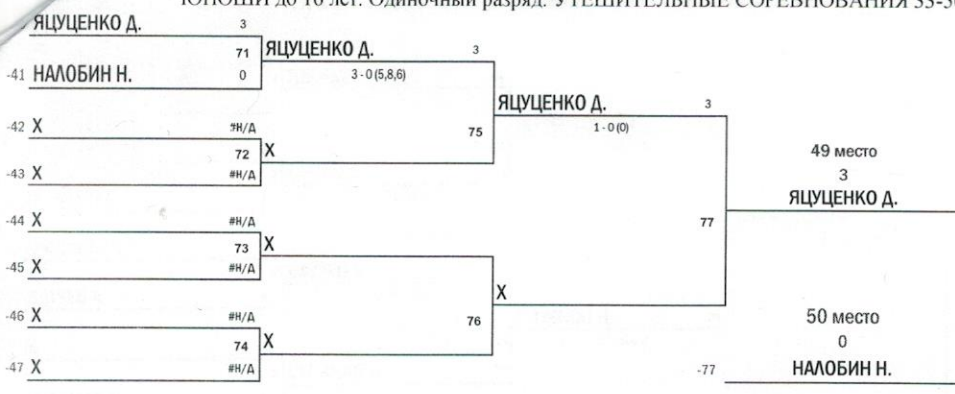 ЮНОШИ до 16 лет. Одиночный разряд. УТЕШИТЕЛЬНЫЕ СОРЕВНОВАНИЯ
ЯЦУЦЕНКО Д. 3
71 ЯЦУЦЕНКО Д. 3
-41 НАЛОБИН Н. 0 3 - 0 (5,8,6)
ЯЦУЦЕНКО Д. 3
-42 X #Н/Д 75 1 - 0 (0)
72 X
-43 X #Н/Д
49 место
3
ЯЦУЦЕНКО Д.
-44 X #Н/Д 77
73 X
-45 X #Н/Д
X
-46 X #Н/Д 76
74 X
-47 X #Н/Д
50 место
0
-77 НАЛОБИН Н.